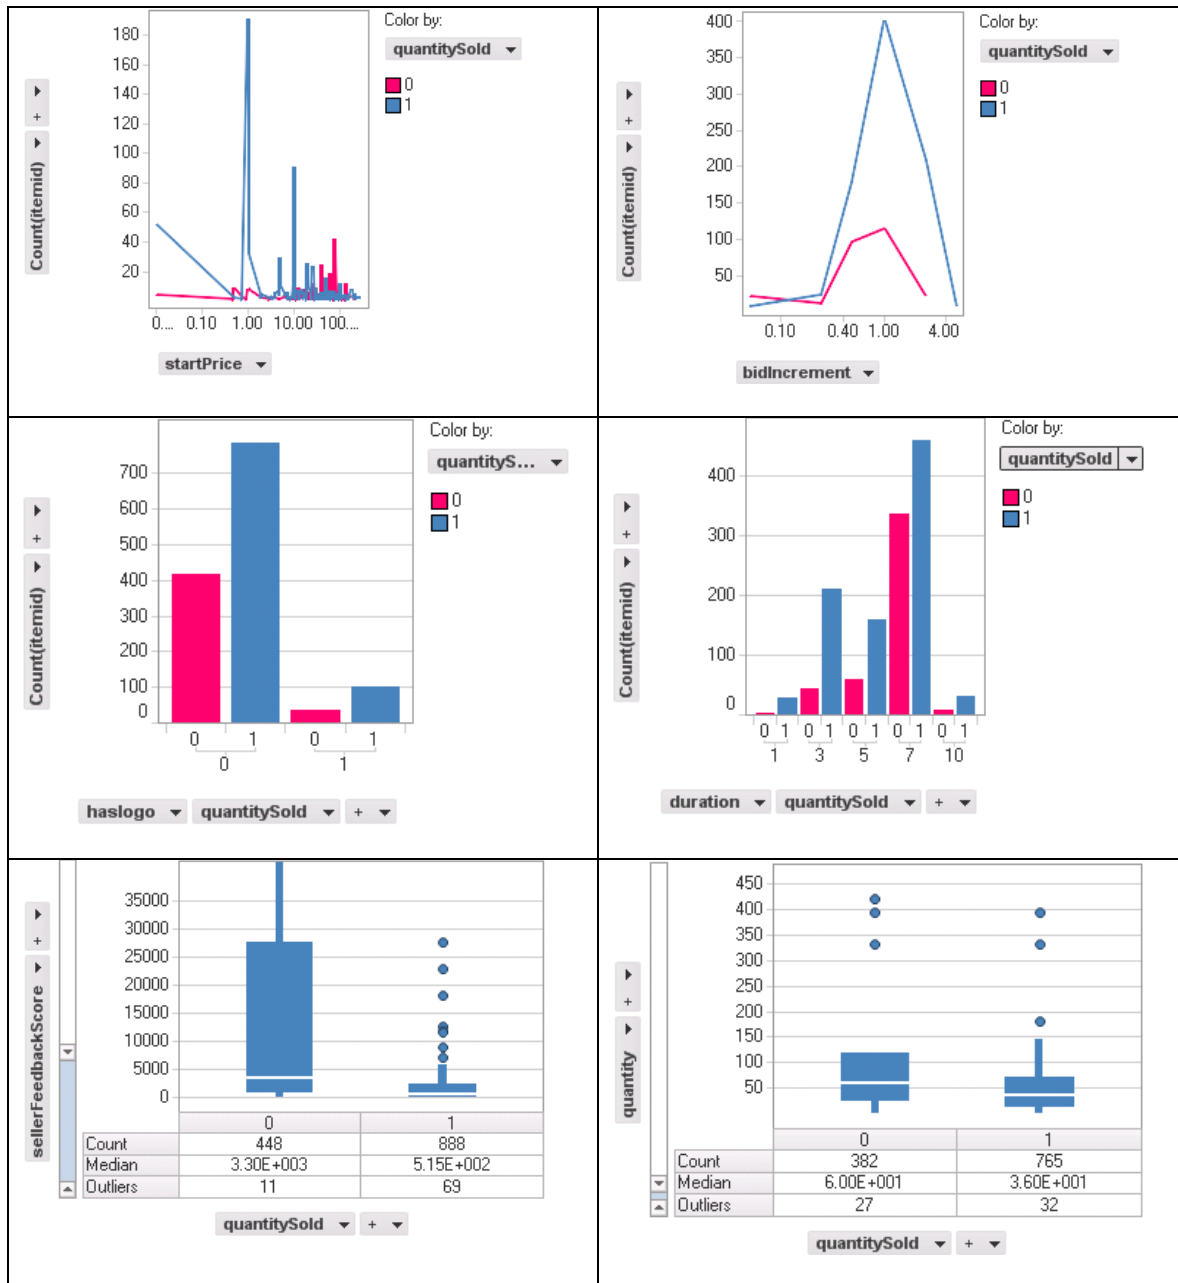 Color by:
quantitySold
0
1
180
160
140
120
100
80
60
40
20
+
Count(itemid)
0.... 0.10 1.00 10.00 100....
startPrice
Color by:
quantitySold
0
1
400
350
300
250
200
150
100
50
+
Count(itemid)
0.10 0.40 1.00 4.00
bidIncrement
Color by:
quantityS...
0
1
700
600
500
400
300
200
100
0
+
Count(itemid)
0 1 0 1
0 1
haslogo quantitySold +
Color by:
quantitySold
0
1
400
300
200
100
0
+
Count(itemid)
0 1 0 1 0 1 0 1 0 1
1 3 5 7 10
duration quantitySold +
35000
30000
25000
20000
15000
10000
5000
0
+
sellerFeedbackScore
0 1
Count 448 888
Median 3.30E+003 5.15E+002
Outliers 11 69
quantitySold +
450
400
350
300
250
200
150
100
50
+
quantity
0 1
Count 382 765
Median 6.00E+001 3.60E+001
Outliers 27 32
quantitySold +